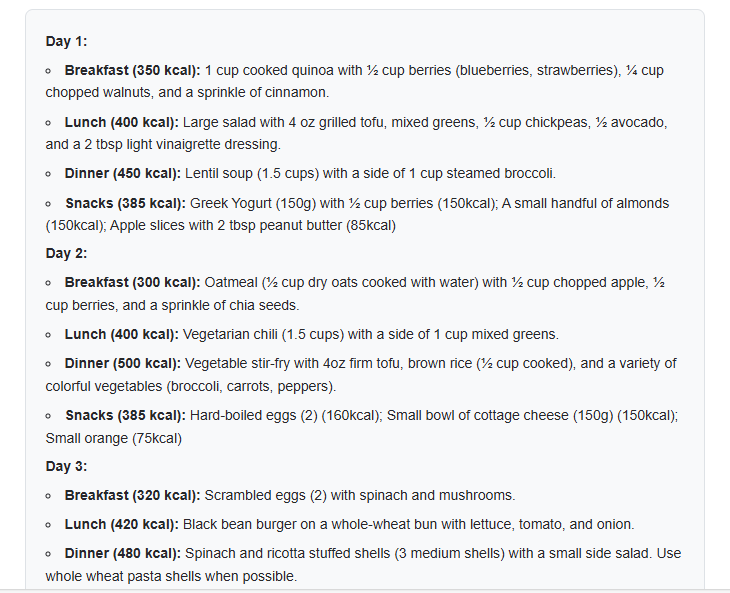 Day 1:
Breakfast (350 kcal): 1 cup cooked quinoa with ½ cup berries (blueberries, strawberries), ¼ cup
chopped walnuts, and a sprinkle of cinnamon.
Lunch (400 kcal): Large salad with 4 oz grilled tofu, mixed greens, ½ cup chickpeas, ½ avocado,
and a 2 tbsp light vinaigrette dressing.
Dinner (450 kcal): Lentil soup (1.5 cups) with a side of 1 cup steamed broccoli.
Snacks (385 kcal): Greek Yogurt (150g) with ½ cup berries (150kcal); A small handful of almonds
(150kcal); Apple slices with 2 tbsp peanut butter (85kcal)
Day 2:
Breakfast (300 kcal): Oatmeal (½ cup dry oats cooked with water) with ½ cup chopped apple, ½
cup berries, and a sprinkle of chia seeds.
Lunch (400 kcal): Vegetarian chili (1.5 cups) with a side of 1 cup mixed greens.
Dinner (500 kcal): Vegetable stir-fry with 4oz firm tofu, brown rice (½ cup cooked), and a variety of
colorful vegetables (broccoli, carrots, peppers).
Snacks (385 kcal): Hard-boiled eggs (2) (160kcal); Small bowl of cottage cheese (150g) (150kcal);
Small orange (75kcal)
Day 3:
Breakfast (320 kcal): Scrambled eggs (2) with spinach and mushrooms.
Lunch (420 kcal): Black bean burger on a whole-wheat bun with lettuce, tomato, and onion.
Dinner (480 kcal): Spinach and ricotta stuffed shells (3 medium shells) with a small side salad. Use
whole wheat pasta shells when possible.